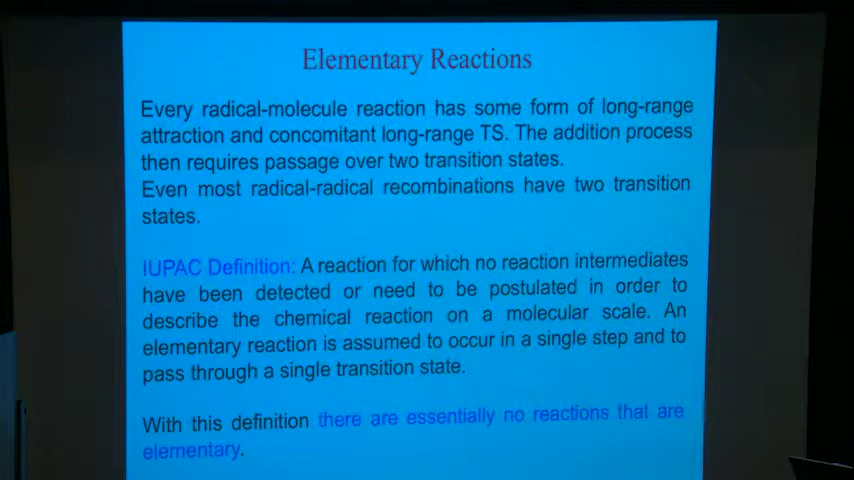 Elementary Reactions
Every radical-molecule reaction has some form of long-range
attraction and concomitant long-range TS. The addition process
then requires passage over two transition states.
Even most radical-radical recombinations have two transition
states.
IUPAC Definition: A reaction for which no reaction intermediates
have been detected or need to be postulated in order to
describe the chemical reaction on a molecular scale. An
elementary reaction is assumed to occur in a single step and to
pass through a single transition state.
With this definition there are essentially no reactions that are
elementary.